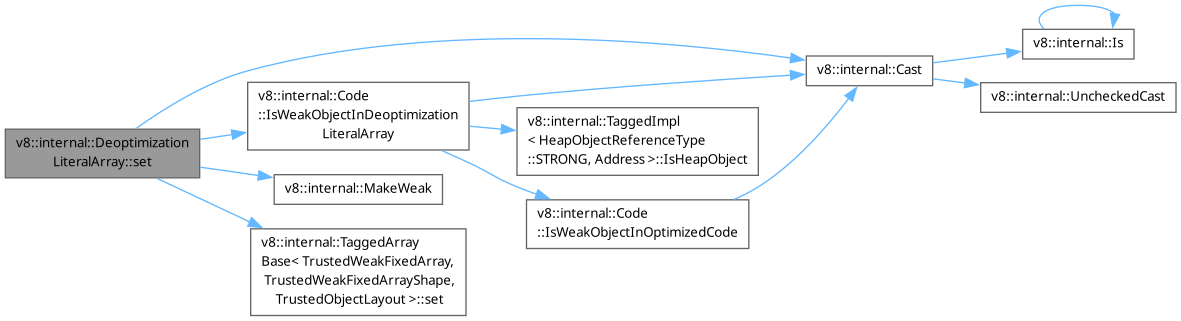 v8::internal::Deoptimization
LiteralArray::set
v8::internal::Code
::IsWeakObjectInDeoptimization
LiteralArray
v8::internal::MakeWeak
v8::internal::TaggedArray
Base< TrustedWeakFixedArray,
TrustedWeakFixedArrayShape,
TrustedObjectLayout >::set
v8::internal::TaggedImpl
< HeapObjectReferenceType
::STRONG, Address >::IsHeapObject
v8::internal::Code
::IsWeakObjectInOptimizedCode
v8::internal::Cast
v8::internal::Is
v8::internal::UncheckedCast